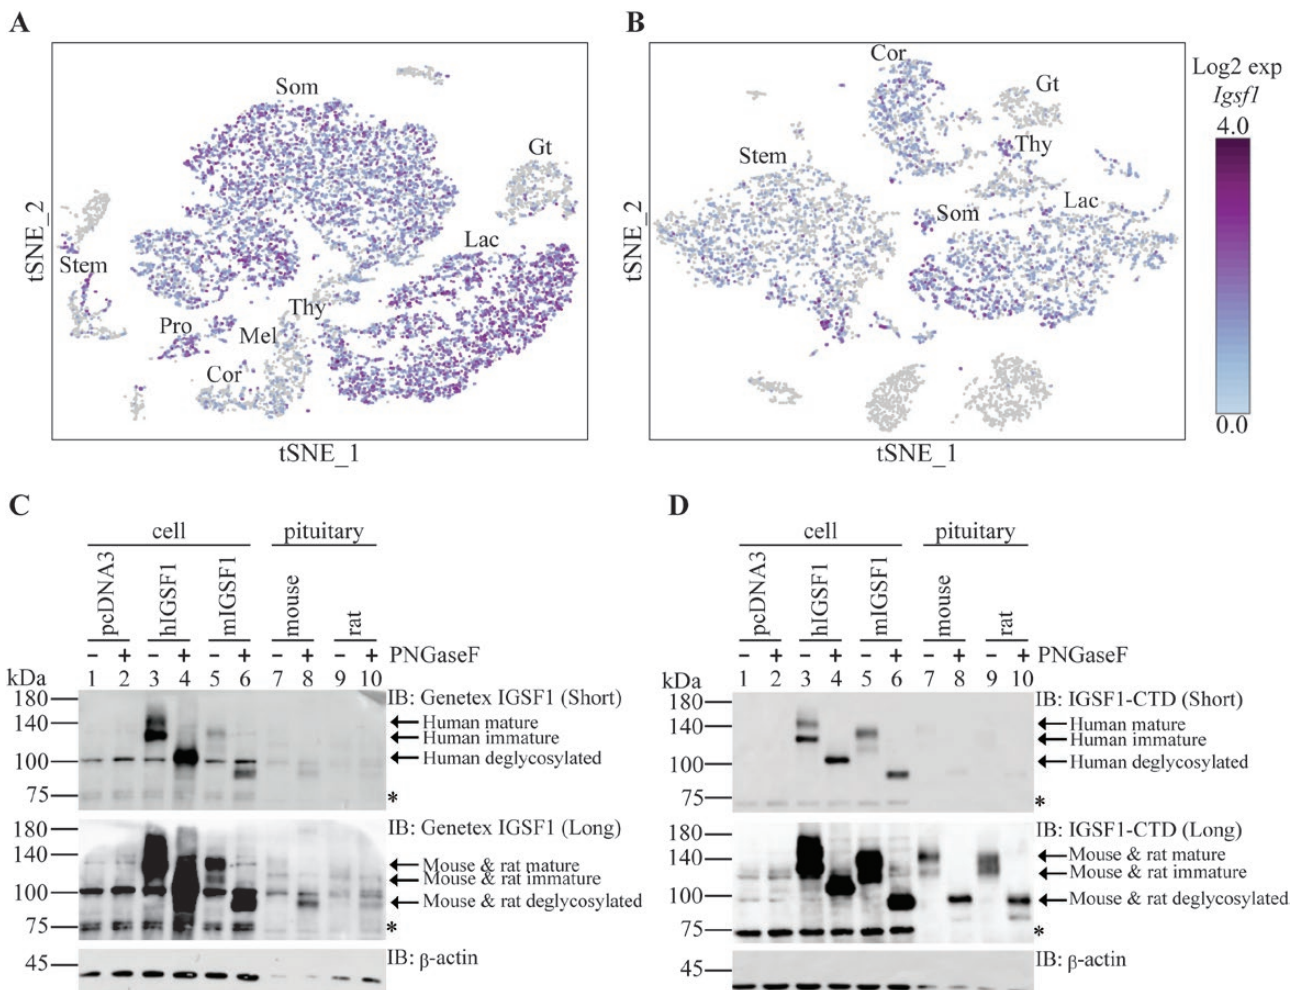 A
B
Som
Gt
Lac
Stem
Thy
Pro
Mel
Cor
tSNE_2
tSNE_1
Cor
Gt
Thy
Stem
Som
Lac
tSNE_2
tSNE_1
Log2 exp
Igsf1
4.0
0.0
C
cell pituitary
pcDNA3 hIGSF1 mIGSF1 mouse rat
- + - + - + - + - + PNGaseF
kDa 1 2 3 4 5 6 7 8 9 10
IB: Genetex IGSF1 (Short)
180
140
100
75
Human mature
Human immature
Human deglycosylated
*
IB: Genetex IGSF1 (Long)
180
140
100
75
Mouse & rat mature
Mouse & rat immature
Mouse & rat deglycosylated
*
45
IB: β-actin
D
cell pituitary
pcDNA3 hIGSF1 mIGSF1 mouse rat
- + - + - + - + - + PNGaseF
kDa 1 2 3 4 5 6 7 8 9 10
IB: IGSF1-CTD (Short)
180
140
100
75
Human mature
Human immature
Human deglycosylated
*
IB: IGSF1-CTD (Long)
180
140
100
75
Mouse & rat mature
Mouse & rat immature
Mouse & rat deglycosylated
*
45
IB: β-actin